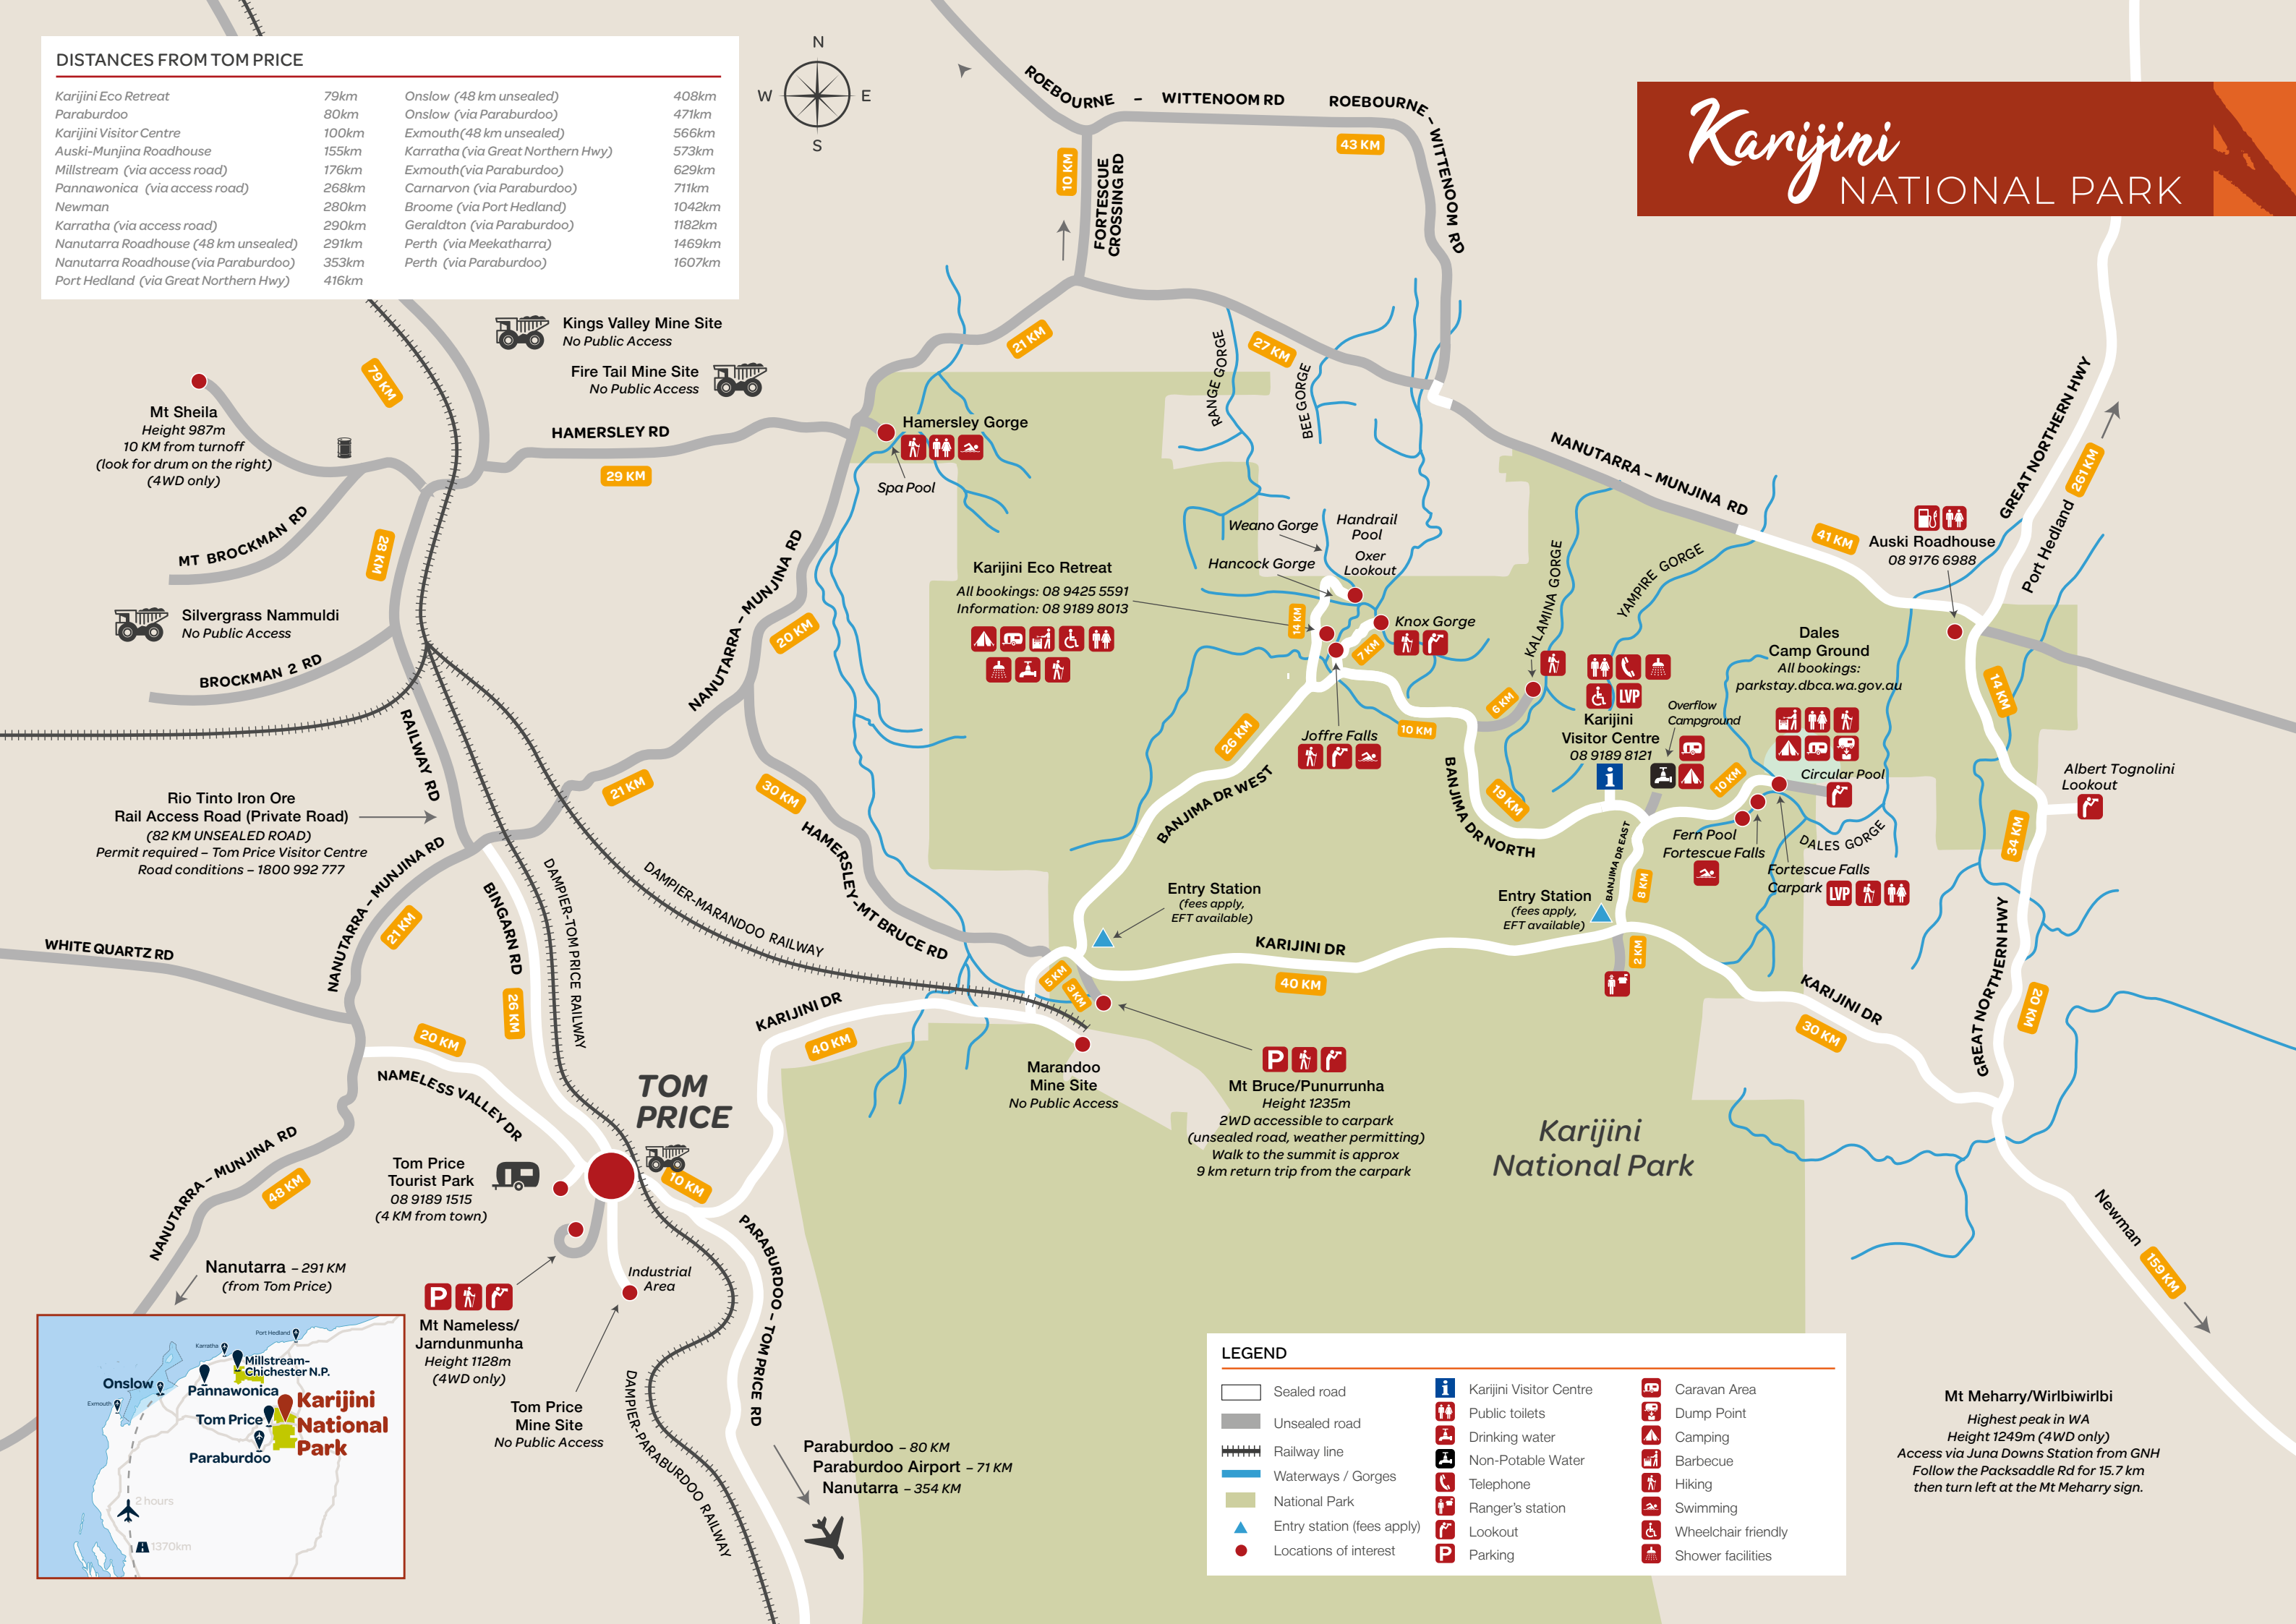 DISTANCES FROM TOM PRICE
Karijini Eco Retreat 79km
Paraburdoo 80km
Karijini Visitor Centre 100km
Auski-Munjina Roadhouse 155km
Millstream (via access road) 176km
Pannawonica (via access road) 268km
Newman 280km
Karratha (via access road) 290km
Nanutarra Roadhouse (48 km unsealed) 291km
Nanutarra Roadhouse (via Paraburdoo) 353km
Port Hedland (via Great Northern Hwy) 416km
Onslow (48 km unsealed) 408km
Onslow (via Paraburdoo) 471km
Exmouth(48 km unsealed) 566km
Karratha (via Great Northern Hwy) 573km
Exmouth(via Paraburdoo) 629km
Carnarvon (via Paraburdoo) 711km
Broome (via Port Hedland) 1042km
Geraldton (via Paraburdoo) 1182km
Perth (via Meekatharra) 1469km
Perth (via Paraburdoo) 1607km
N
W E
S
Karijini
NATIONAL PARK
ROEBOURNE – WITTENOOM RD
ROEBOURNE – WITTENOOM RD
43 KM
10 KM
FORTESCUE
CROSSING RD
21 KM
27 KM
Kings Valley Mine Site
No Public Access
Fire Tail Mine Site
No Public Access
79 KM
Mt Sheila
Height 987m
10 KM from turnoff
(look for drum on the right)
(4WD only)
HAMERSLEY RD
29 KM
Hamersley Gorge
Spa Pool
RANGE GORGE
BEE GORGE
NANUTARRA – MUNJINA RD
41 KM
GREAT NORTHERN HWY
Port Hedland
261 KM
Auski Roadhouse
08 9176 6988
MT BROCKMAN RD
28 KM
Silvergrass Nammuldi
No Public Access
BROCKMAN 2 RD
NANUTARRA – MUNJINA RD
20 KM
Karijini Eco Retreat
All bookings: 08 9425 5591
Information: 08 9189 8013
Weano Gorge
Handrail
Pool
Hancock Gorge
Oxer
Lookout
14 KM
Knox Gorge
7 KM
Joffre Falls
10 KM
26 KM
BANJIMA DR WEST
KALAMINA GORGE
6 KM
YAMPIRE GORGE
LVP
Karijini
Visitor Centre
08 9189 8121
i
Overflow
Campground
Dales
Camp Ground
All bookings:
parkstay.dbca.wa.gov.au
10 KM
Circular Pool
Fern Pool
Fortescue Falls
DALES GORGE
Fortescue Falls
Carpark
LVP
14 KM
Albert Tognolini
Lookout
34 KM
BANJIMA DR NORTH
19 KM
BANJIMA DR EAST
8 KM
RAILWAY RD
21 KM
30 KM
Rio Tinto Iron Ore
Rail Access Road (Private Road)
(82 KM UNSEALED ROAD)
Permit required – Tom Price Visitor Centre
Road conditions – 1800 992 777
NANUTARRA – MUNJINA RD
21 KM
WHITE QUARTZ RD
BINGARN RD
26 KM
DAMPIER-TOM PRICE RAILWAY
DAMPIER-MARANDOO RAILWAY
HAMERSLEY-MT BRUCE RD
Entry Station
(fees apply,
EFT available)
Entry Station
(fees apply,
EFT available)
KARIJINI DR
40 KM
2 KM
KARIJINI DR
30 KM
GREAT NORTHERN HWY
20 KM
5 KM
3 KM
KARIJINI DR
40 KM
Marandoo
Mine Site
No Public Access
P
Mt Bruce/Punurrunha
Height 1235m
2WD accessible to carpark
(unsealed road, weather permitting)
Walk to the summit is approx
9 km return trip from the carpark
Karijini
National Park
20 KM
NAMELESS VALLEY DR
TOM
PRICE
10 KM
NANUTARRA – MUNJINA RD
48 KM
Tom Price
Tourist Park
08 9189 1515
(4 KM from town)
Nanutarra – 291 KM
(from Tom Price)
P
Mt Nameless/
Jarndunmunha
Height 1128m
(4WD only)
Industrial
Area
Tom Price
Mine Site
No Public Access
PARABURDOO – TOM PRICE RD
DAMPIER-PARABURDOO RAILWAY
Paraburdoo – 80 KM
Paraburdoo Airport – 71 KM
Nanutarra – 354 KM
Newman
159 KM
Mt Meharry/Wirlbiwirlbi
Highest peak in WA
Height 1249m (4WD only)
Access via Juna Downs Station from GNH
Follow the Packsaddle Rd for 15.7 km
then turn left at the Mt Meharry sign.
Port Hedland
Karratha
Millstream-
Chichester N.P.
Onslow
Pannawonica
Exmouth
Karijini
National
Park
Tom Price
Paraburdoo
2 hours
1370km
LEGEND
Sealed road
Unsealed road
Railway line
Waterways / Gorges
National Park
Entry station (fees apply)
Locations of interest
i Karijini Visitor Centre
Public toilets
Drinking water
Non-Potable Water
Telephone
Ranger's station
Lookout
P Parking
Caravan Area
Dump Point
Camping
Barbecue
Hiking
Swimming
Wheelchair friendly
Shower facilities